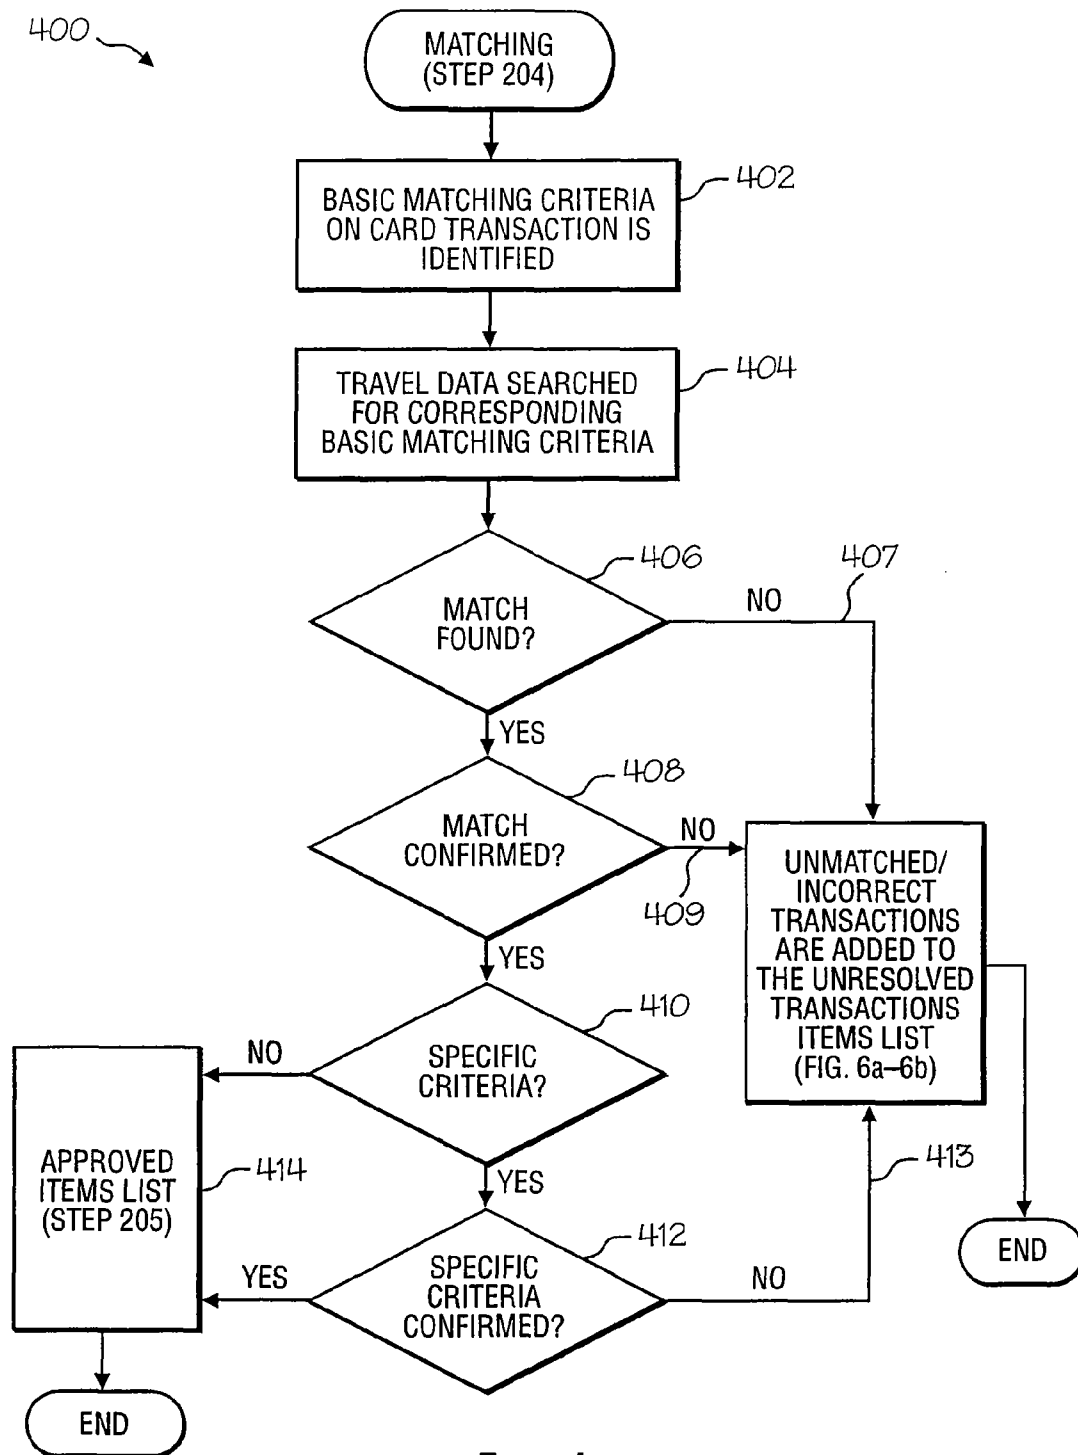 400
MATCHING
(STEP 204)
402
BASIC MATCHING CRITERIA
ON CARD TRANSACTION IS
IDENTIFIED
404
TRAVEL DATA SEARCHED
FOR CORRESPONDING
BASIC MATCHING CRITERIA
406
407
MATCH
FOUND?
NO
YES
408
MATCH
CONFIRMED?
NO
409
UNMATCHED/
INCORRECT
TRANSACTIONS
ARE ADDED TO
THE UNRESOLVED
TRANSACTIONS
ITEMS LIST
(FIG. 6a–6b)
YES
410
SPECIFIC
CRITERIA?
NO
YES
APPROVED
ITEMS LIST
(STEP 205)
414
412
413
SPECIFIC
CRITERIA
CONFIRMED?
YES
NO
END
END